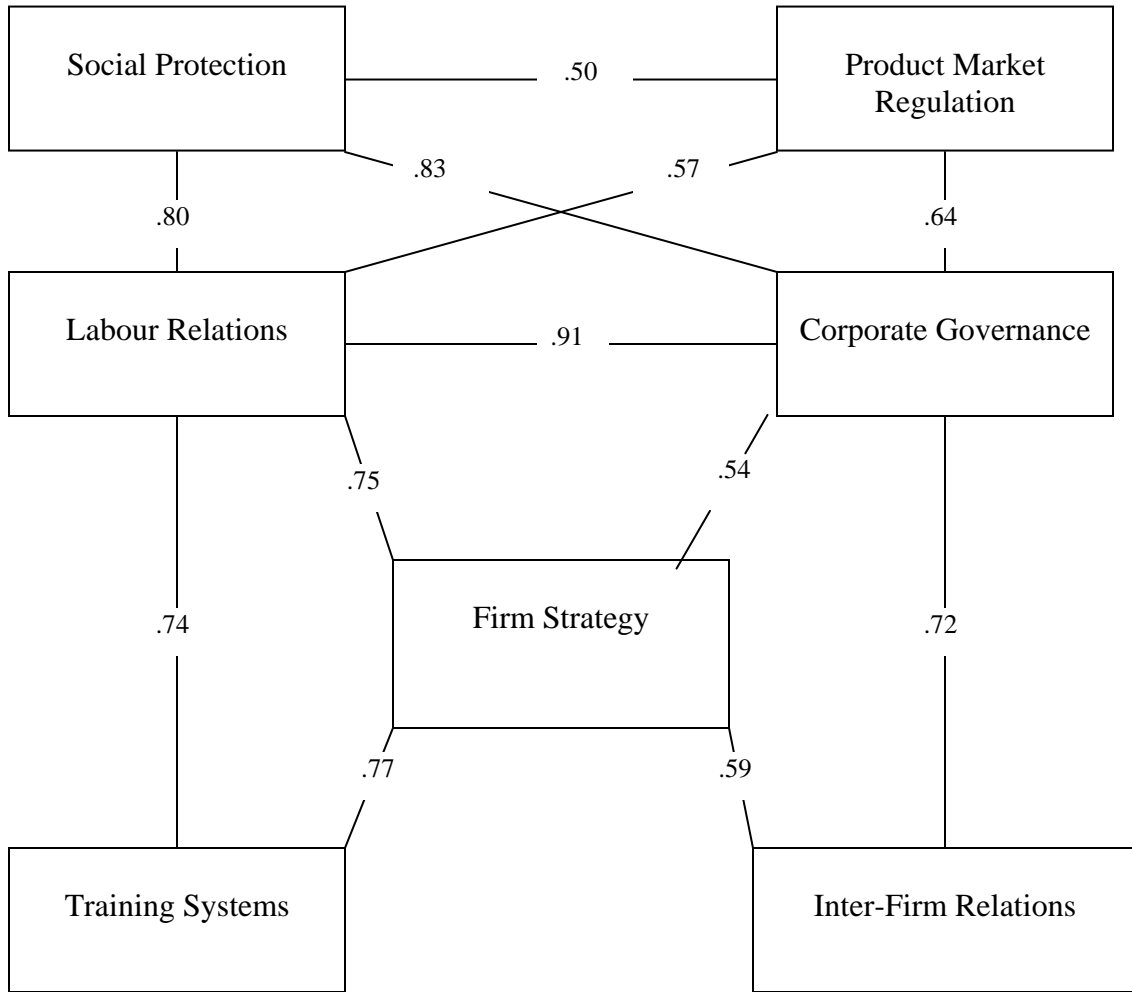 Social Protection
.50
Product Market
Regulation
.83
.57
.80
.64
Labour Relations
.91
Corporate Governance
.75
.54
Firm Strategy
.74
.72
.77
.59
Training Systems
Inter-Firm Relations